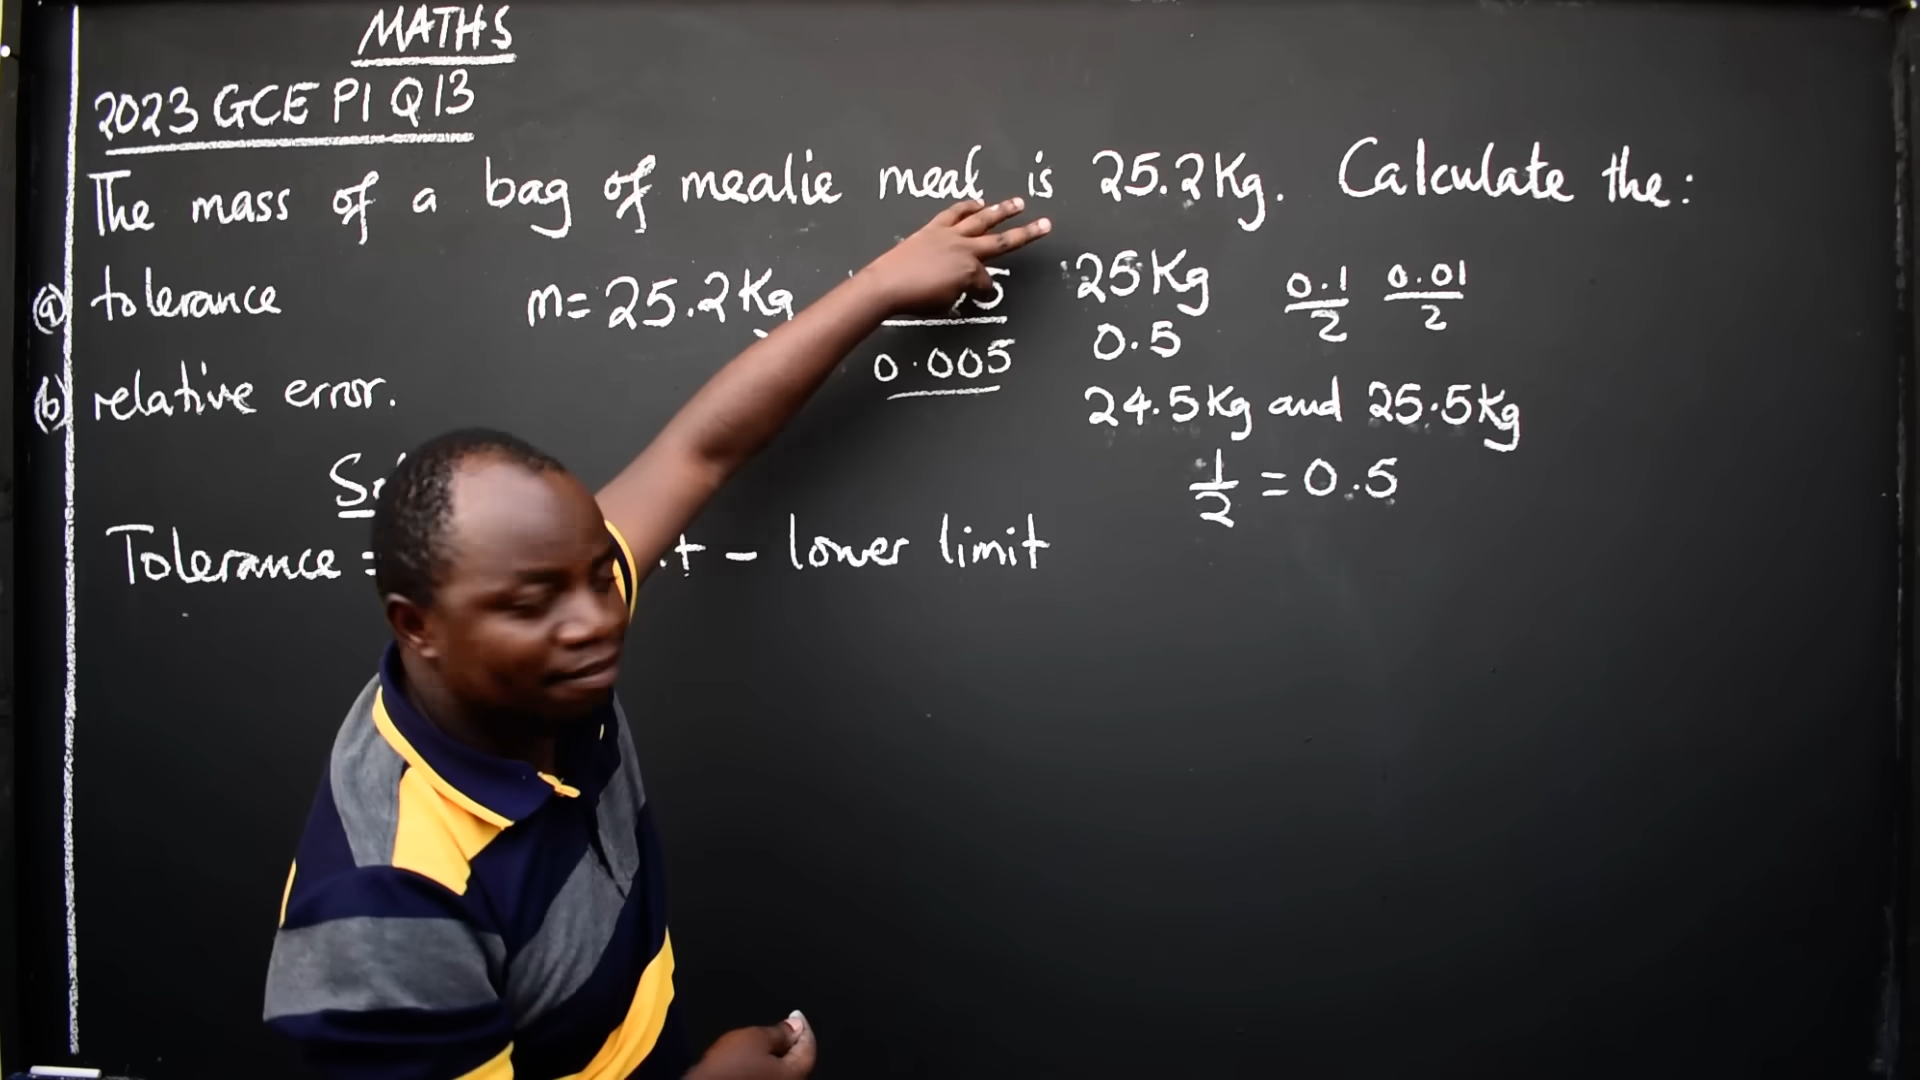 MATHS
2023 GCE P1 Q13
The mass of a bag of mealie meal is 25.2Kg. Calculate the:
(a) tolerance
m = 25.2Kg
25Kg
0.1/2 0.01/2
0.005
0.5
(b) relative error.
24.5Kg and 25.5Kg
1/2 = 0.5
Tolerance = - lower limit